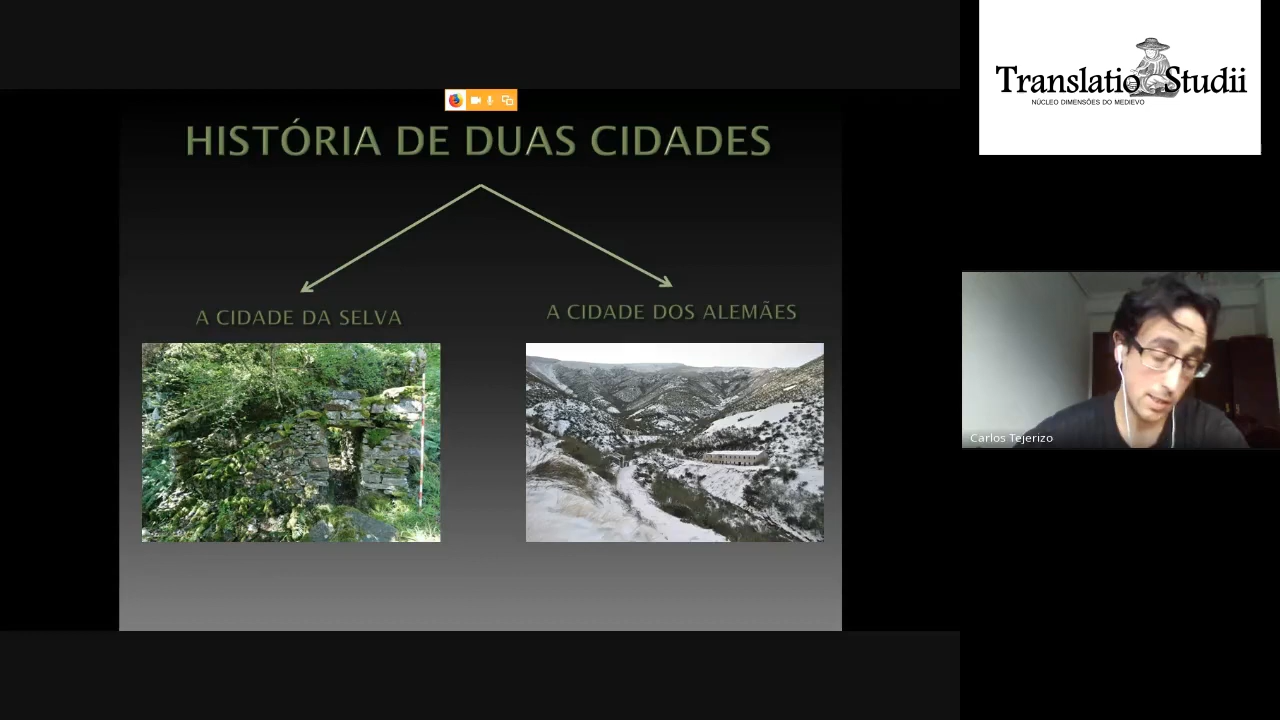 HISTÓRIA DE DUAS CIDADES
A CIDADE DA SELVA
A CIDADE DOS ALEMÃES
Translatio Studii
NÚCLEO DIMENSÕES DO MEDIEVO
Carlos Tejerizo